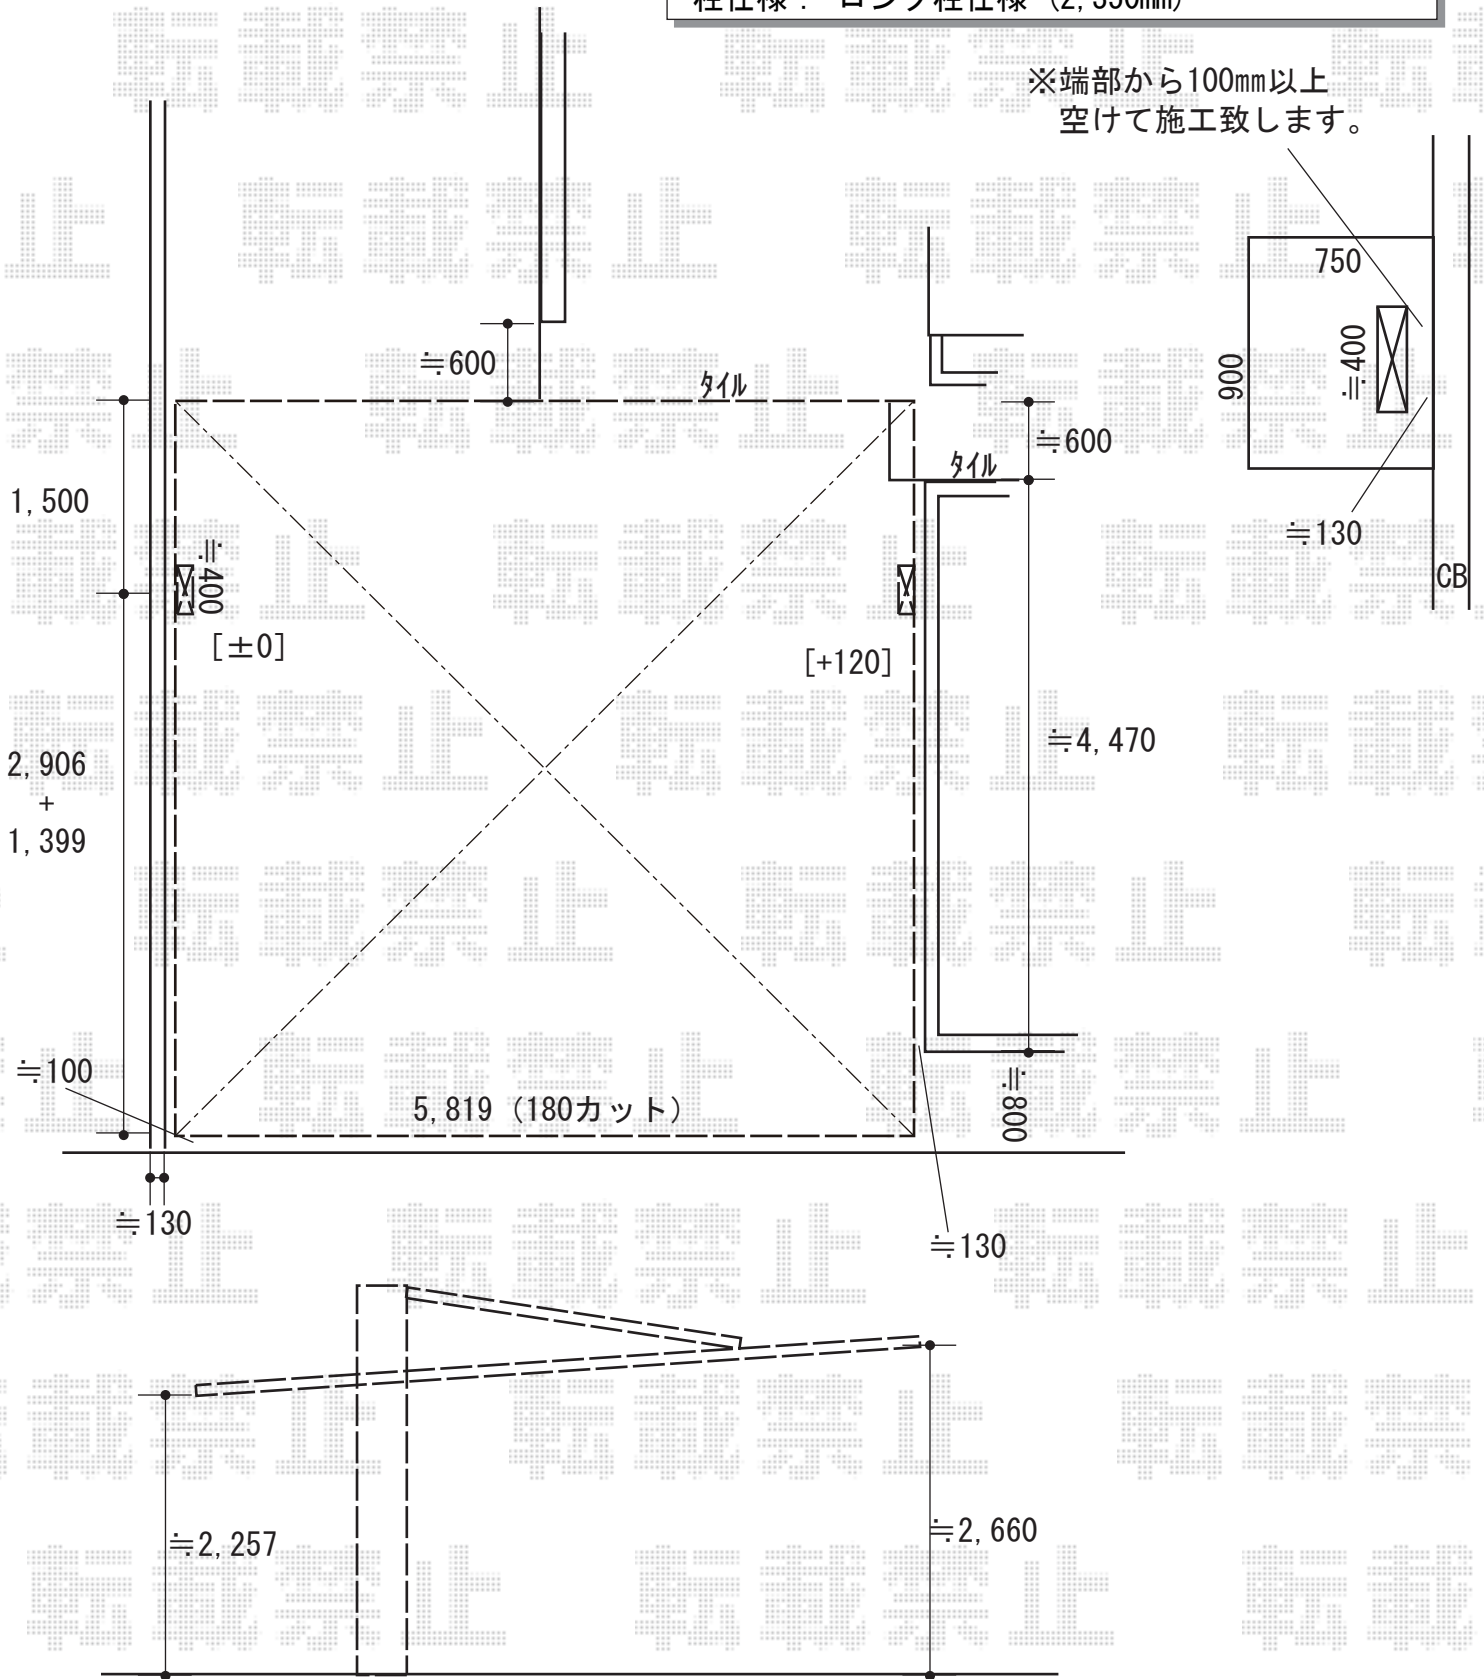 柱仕様： ロング柱仕様 (2,350mm)
※端部から100mm以上
空けて施工致します。
750
900
≒400
≒130
CB
≒600
タイル
≒600
タイル
1,500
≒400
[±0]
[+120]
≒4,470
2,906
+
1,399
≒100
5,819 (180カット)
≒800
≒130
≒130
≒2,257
≒2,660
転載禁止